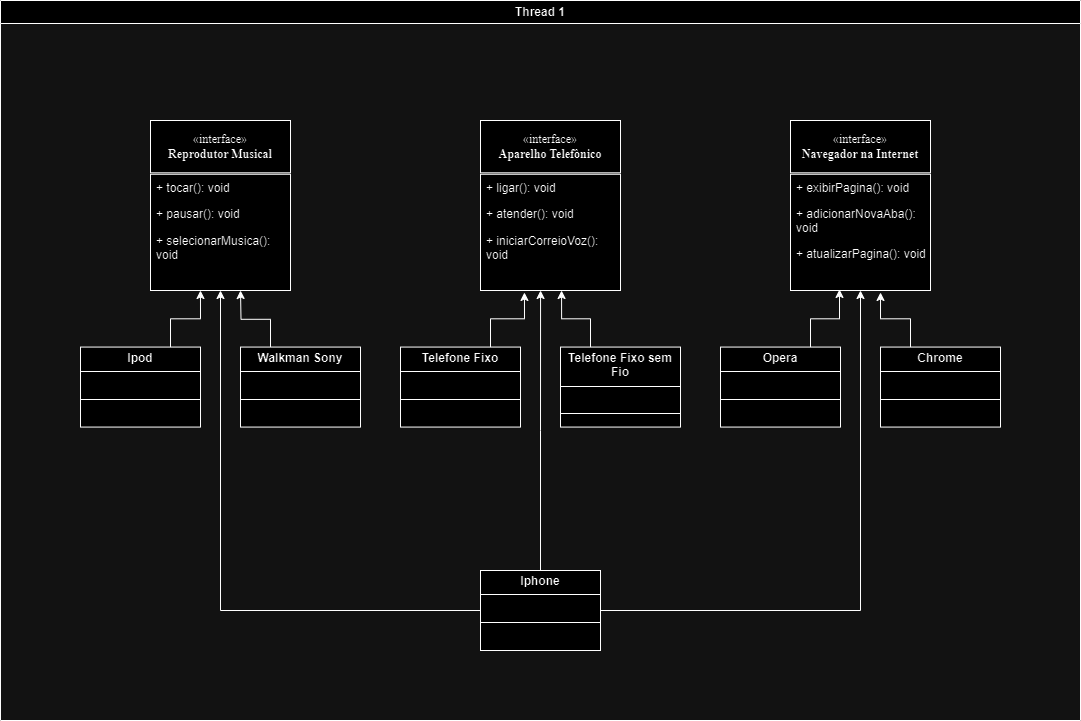 Thread 1
«interface»
Reprodutor Musical
+ tocar(): void
+ pausar(): void
+ selecionarMusica():
void
«interface»
Aparelho Telefônico
+ ligar(): void
+ atender(): void
+ iniciarCorreioVoz():
void
«interface»
Navegador na Internet
+ exibirPagina(): void
+ adicionarNovaAba():
void
+ atualizarPagina(): void
Ipod
Walkman Sony
Telefone Fixo
Telefone Fixo sem
Fio
Opera
Chrome
Iphone